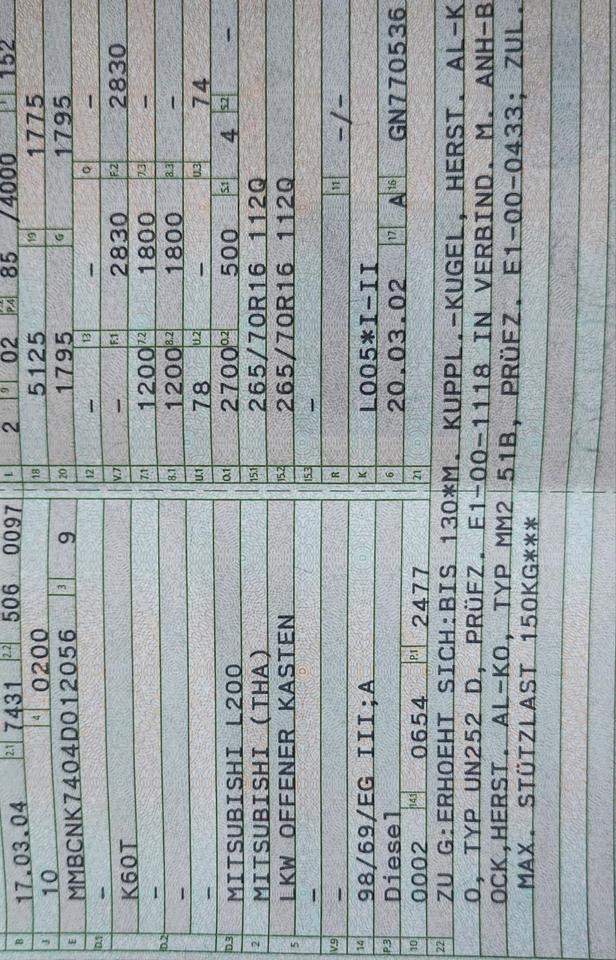 B 17.03.04 2.1 7431 2.2 506 0097
J 10 4 0200
E MMBCNK7404D012056 3 9
D.1 -
K60T
D.2 -
-
-
D.3 MITSUBISHI L200
2 MITSUBISHI (THA)
5 LKW OFFENER KASTEN
-
V.9 -
14 98/69/EG III;A
P.3 Diesel
10 0002 14.1 0654 P.1 2477
L 2 9 02 P.4 85 /4000 T 152
18 5125 19 1775
20 1795 G 1795
12 - 13 - Q -
V.7 - F.1 2830 F.2 2830
7.1 1200 7.2 1800 7.3 -
8.1 1200 8.2 1800 8.3 -
U.1 78 U.2 - U.3 74
O.1 2700 O.2 500 S.1 4 S.2 -
15.1 265/70R16 112Q
15.2 265/70R16 112Q
15.3 -
R 11 -/-
K L005*I-II
6 20.03.02 17 A 16 GN770536
21
22 ZU G:ERHOEHT SICH:BIS 130*M. KUPPL.-KUGEL, HERST. AL-K
O, TYP UN252 D, PRÜFZ. E1-00-1118 IN VERBIND. M. ANH-B
OCK,HERST. AL-KO, TYP MM2 51B, PRÜFZ. E1-00-0433; ZUL.
MAX. STÜTZLAST 150KG***